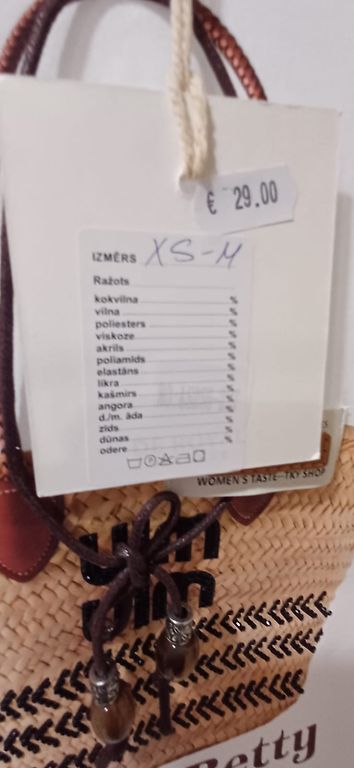 € 29.00
IZMĒRS XS-M
Ražots
kokvilna %
vilna %
poliesters %
viskoze %
akrils %
poliamīds %
elastāns %
likra %
kašmirs %
angora %
d./m. āda %
zīds %
dūnas %
odere %
WOMEN'S TASTE--TKY SHOP
Betty